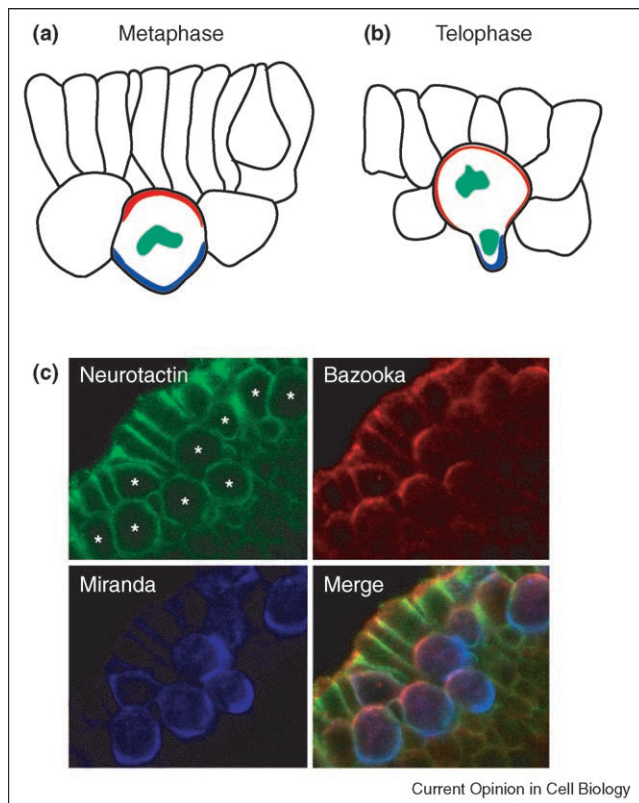 (a) Metaphase
(b) Telophase
(c) Neurotactin
Bazooka
Miranda
Merge
Current Opinion in Cell Biology